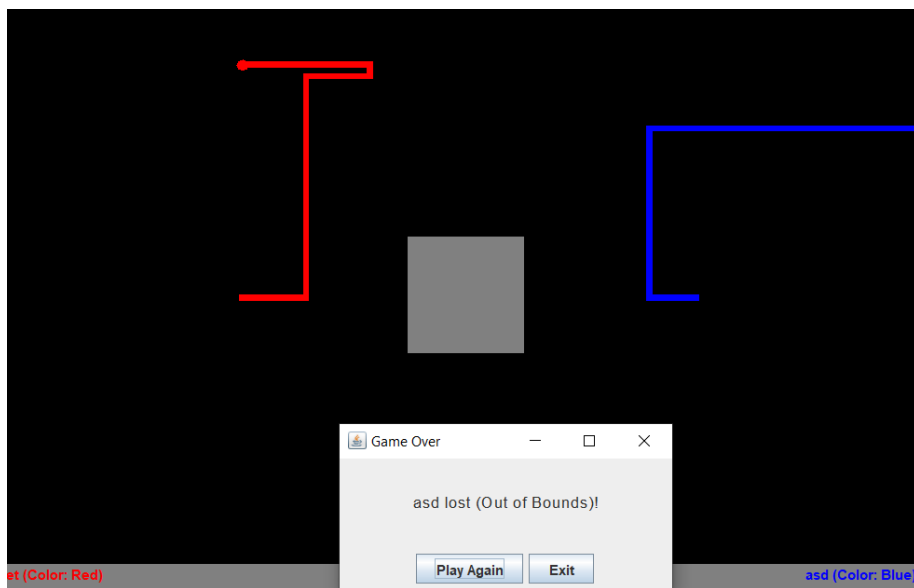 Game Over
asd lost (Out of Bounds)!
Play Again Exit
et (Color: Red) asd (Color: Blue)